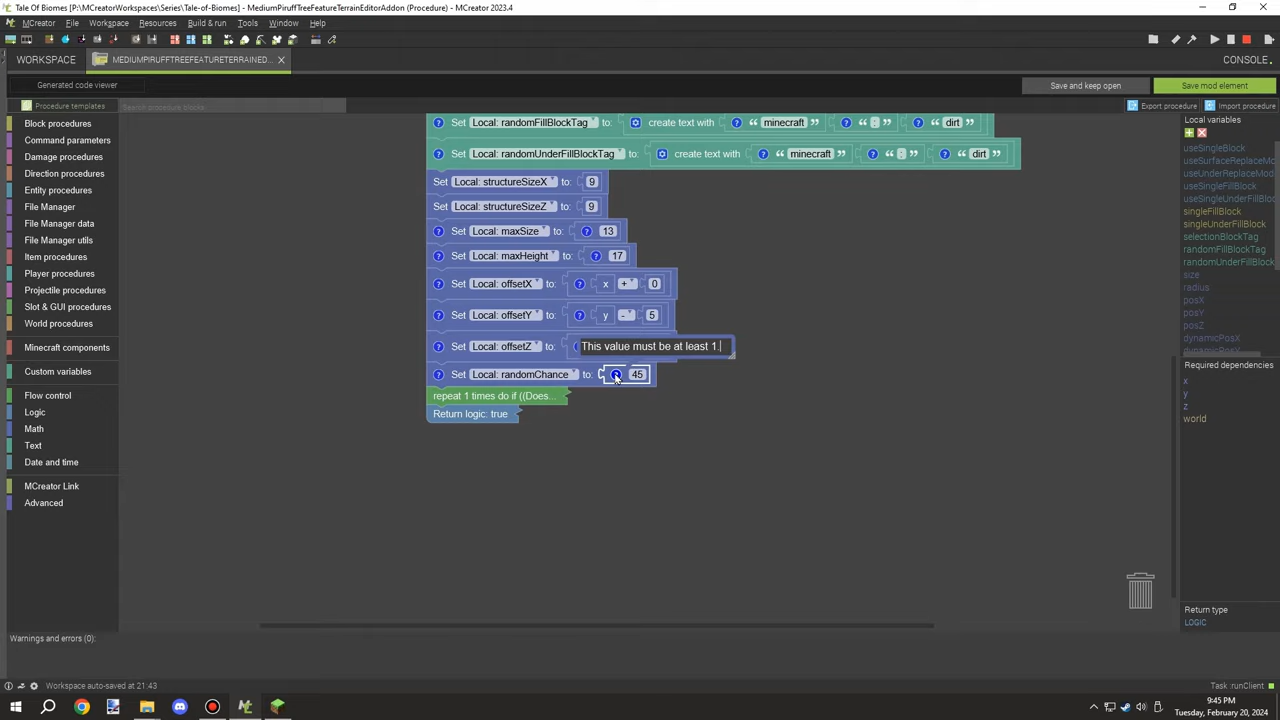 Tale Of Biomes [P:\MCreatorWorkspaces\Series\Tale-of-Biomes] - MediumPiruffTreeFeatureTerrainEditorAddon (Procedure) - MCreator 2023.4
MCreator File Workspace Resources Build & run Tools Window Help
WORKSPACE MEDIUMPIRUFFTREEFEATURETERRAINED... CONSOLE
Generated code viewer Save and keep open Save mod element
Procedure templates Search procedure blocks Export procedure Import procedure
Block procedures
Command parameters
Damage procedures
Direction procedures
Entity procedures
File Manager
File Manager data
File Manager utils
Item procedures
Player procedures
Projectile procedures
Slot & GUI procedures
World procedures
Minecraft components
Custom variables
Flow control
Logic
Math
Text
Date and time
MCreator Link
Advanced
Set Local: randomFillBlockTag to: create text with “ minecraft ” “ : ” “ dirt ”
Set Local: randomUnderFillBlockTag to: create text with “ minecraft ” “ : ” “ dirt ”
Set Local: structureSizeX to: 9
Set Local: structureSizeZ to: 9
Set Local: maxSize to: 13
Set Local: maxHeight to: 17
Set Local: offsetX to: x + 0
Set Local: offsetY to: y - 5
Set Local: offsetZ to: This value must be at least 1.
Set Local: randomChance to: 45
repeat 1 times do if ((Does...
Return logic: true
Local variables
useSingleBlock
useSurfaceReplaceMod
useUnderReplaceMod
useSingleFillBlock
useSingleUnderFillBloc
singleFillBlock
singleUnderFillBlock
selectionBlockTag
randomFillBlockTag
randomUnderFillBlockT
size
radius
posX
posY
posZ
dynamicPosX
Required dependencies
x
y
z
world
Return type
LOGIC
Warnings and errors (0):
Workspace auto-saved at 21:43 Task :runClient
9:45 PM
Tuesday, February 20, 2024